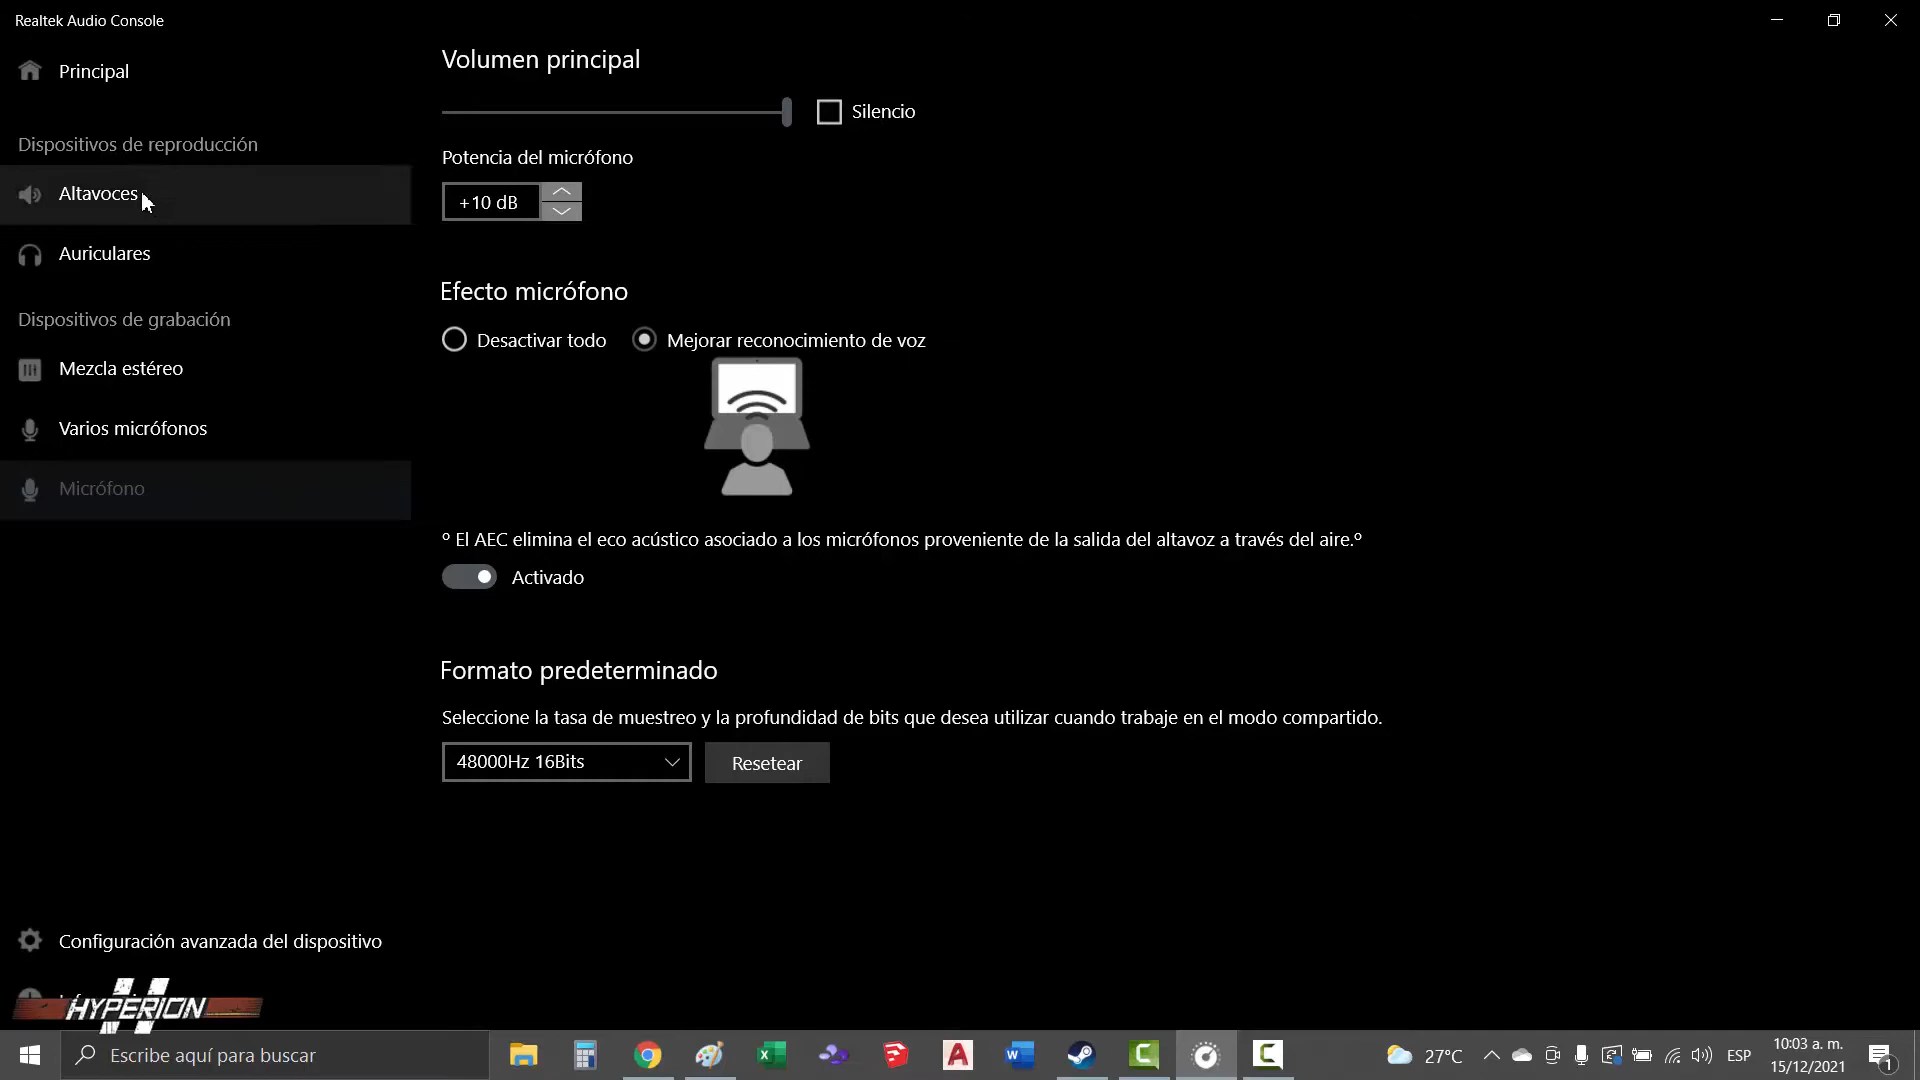 Realtek Audio Console
Principal
Dispositivos de reproducción
Altavoces
Auriculares
Dispositivos de grabación
Mezcla estéreo
Varios micrófonos
Micrófono
Configuración avanzada del dispositivo
HYPERION
Volumen principal
Silencio
Potencia del micrófono
+10 dB
Efecto micrófono
Desactivar todo
Mejorar reconocimiento de voz
º El AEC elimina el eco acústico asociado a los micrófonos proveniente de la salida del altavoz a través del aire.º
Activado
Formato predeterminado
Seleccione la tasa de muestreo y la profundidad de bits que desea utilizar cuando trabaje en el modo compartido.
48000Hz 16Bits
Resetear
Escribe aquí para buscar
27°C
ESP
10:03 a. m.
15/12/2021
1